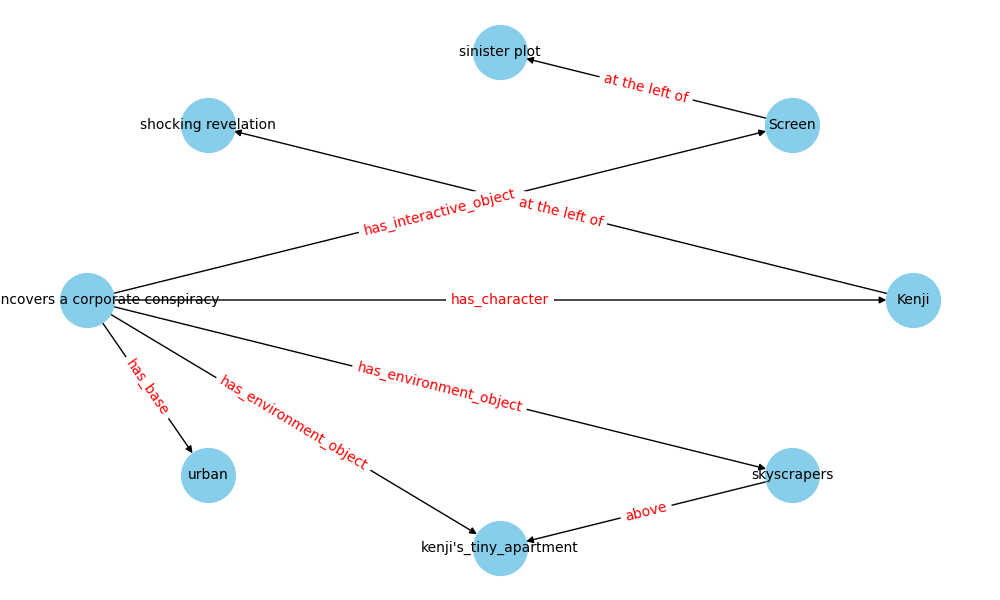 sinister plot
at the left of
shocking revelation
Screen
has_interactive_object
at the left of
ncovers a corporate conspiracy
has_character
Kenji
has_base
has_environment_object
has_environment_object
urban
skyscrapers
above
kenji's_tiny_apartment